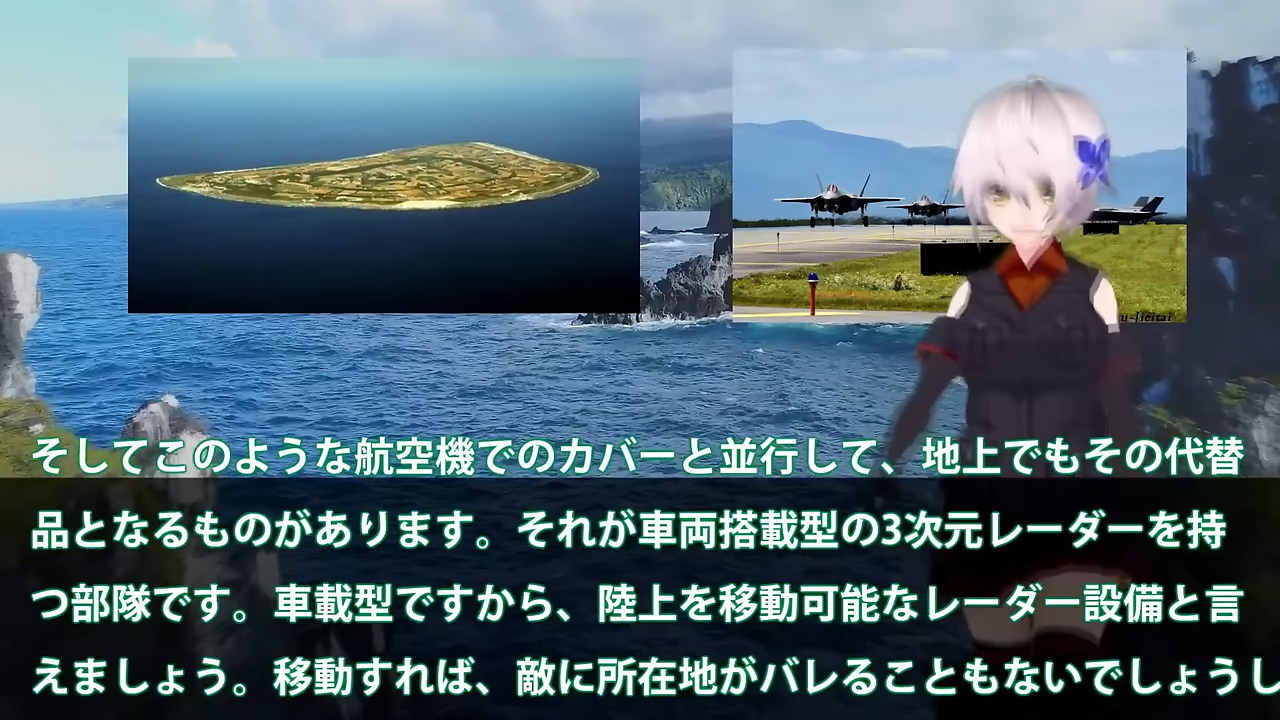 u-jieitai
そしてこのような航空機でのカバーと並行して、地上でもその代替
品となるものがあります。それが車両搭載型の3次元レーダーを持
つ部隊です。車載型ですから、陸上を移動可能なレーダー設備と言
えましょう。移動すれば、敵に所在地がバレることもないでしょうし